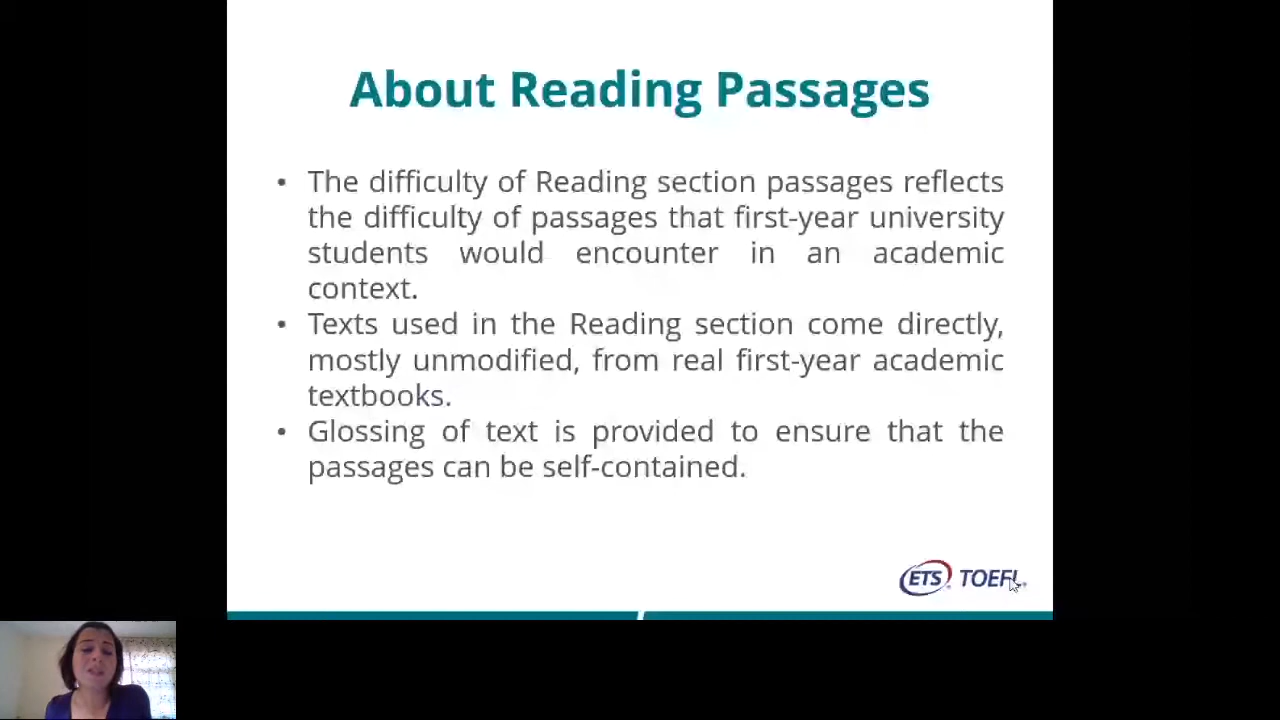 About Reading Passages
• The difficulty of Reading section passages reflects
the difficulty of passages that first-year university
students would encounter in an academic
context.
• Texts used in the Reading section come directly,
mostly unmodified, from real first-year academic
textbooks.
• Glossing of text is provided to ensure that the
passages can be self-contained.
ETS TOEFL